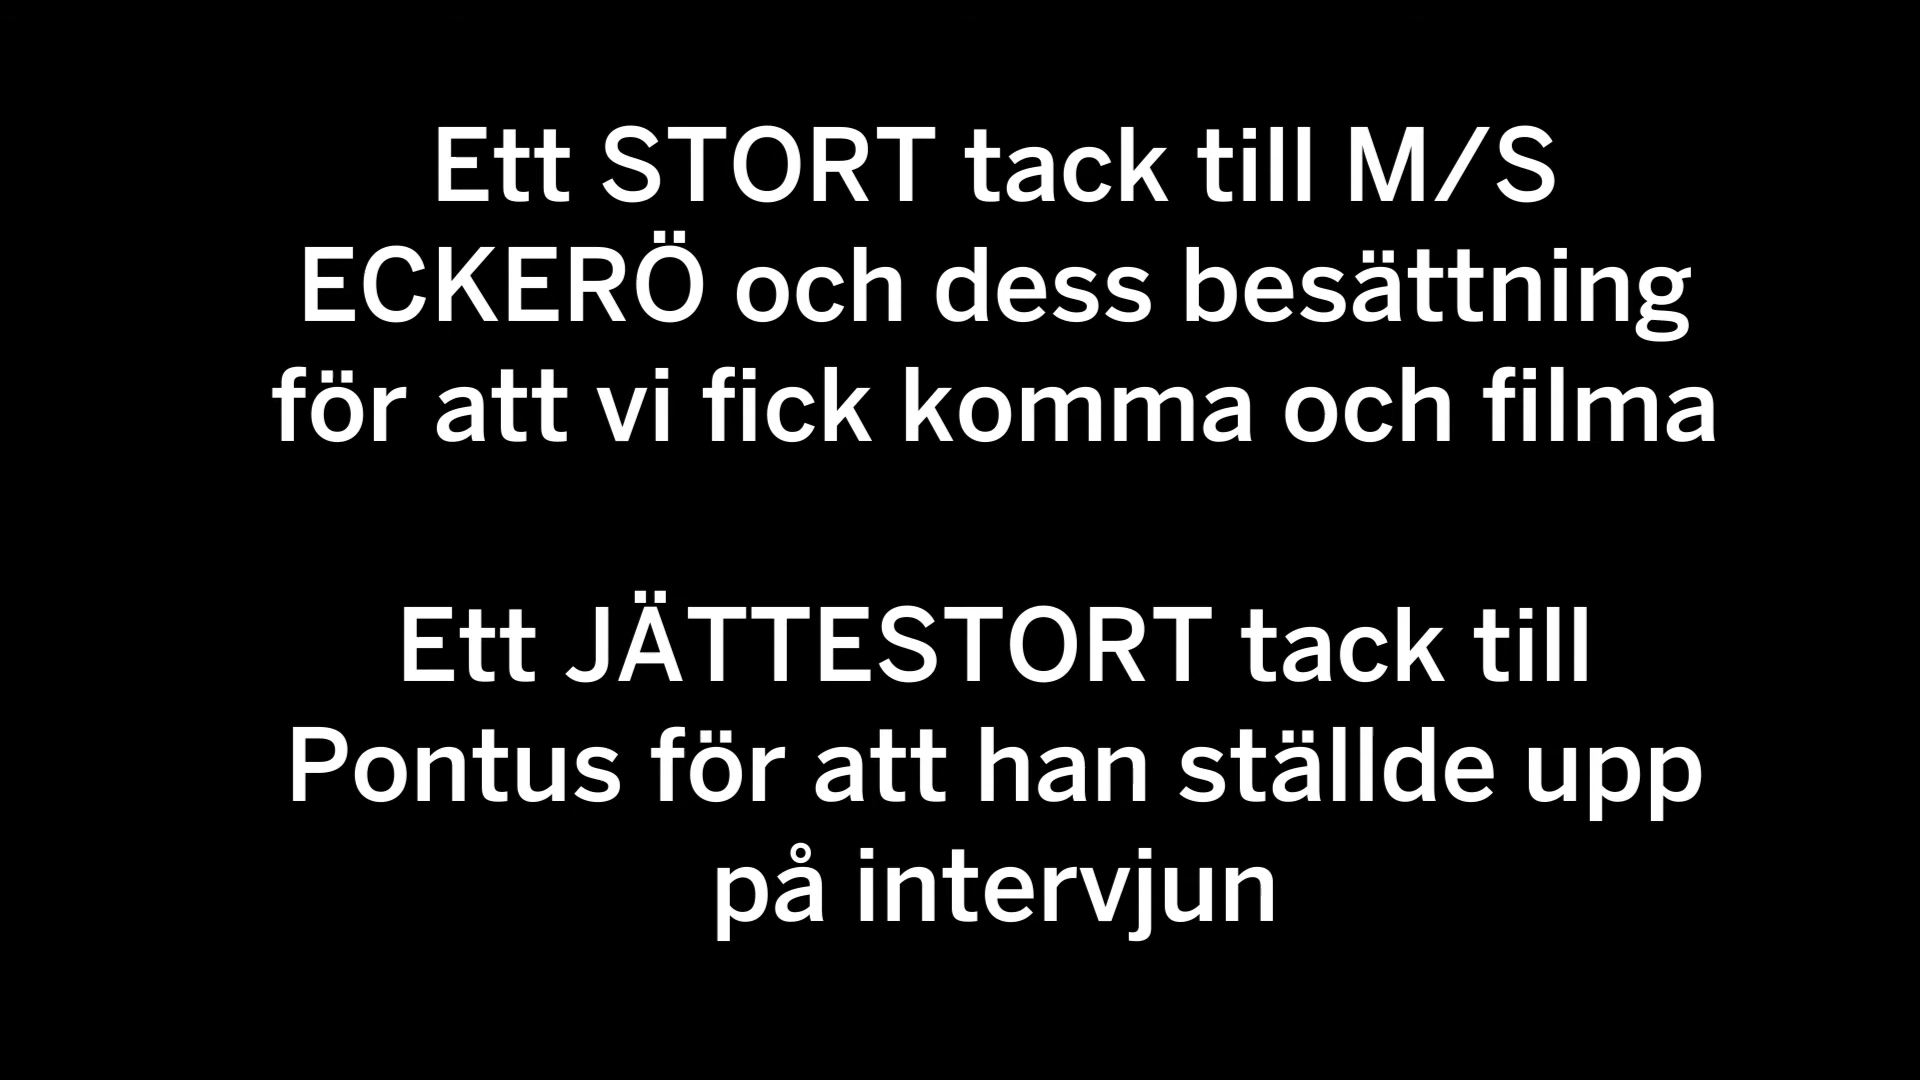 Ett STORT tack till M/S
ECKERÖ och dess besättning
för att vi fick komma och filma
Ett JÄTTESTORT tack till
Pontus för att han ställde upp
på intervjun